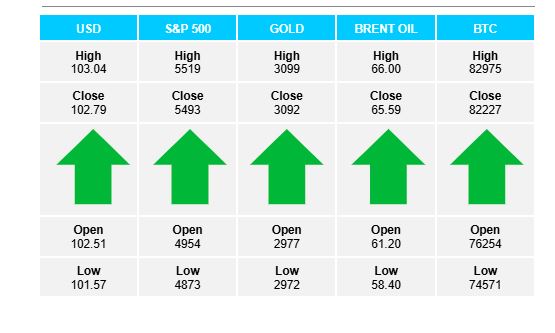 USD S&P 500 GOLD BRENT OIL BTC
High High High High High
103.04 5519 3099 66.00 82975
Close Close Close Close Close
102.79 5493 3092 65.59 82227
Open Open Open Open Open
102.51 4954 2977 61.20 76254
Low Low Low Low Low
101.57 4873 2972 58.40 74571